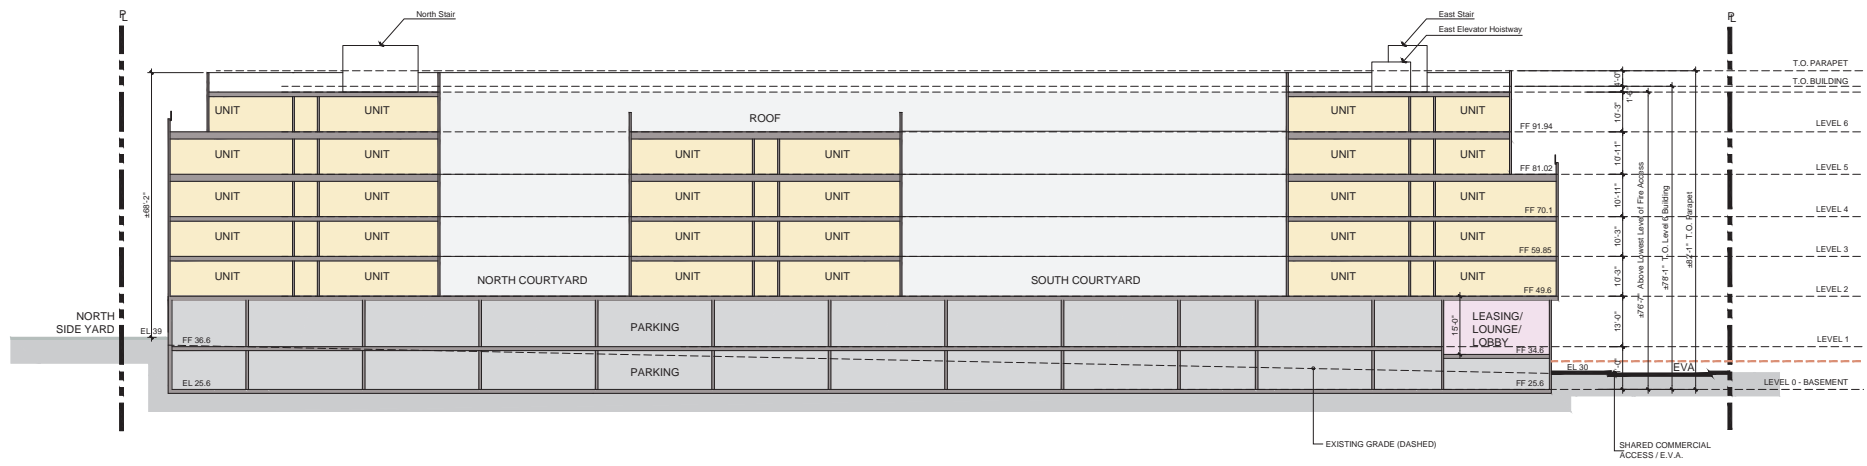 North Stair
East Stair
East Elevator Hoistway
T.O. PARAPET
T.O. BUILDING
UNIT UNIT ROOF UNIT UNIT
FF 91.94
LEVEL 6
10'-3"
UNIT UNIT UNIT UNIT UNIT UNIT
FF 81.02
LEVEL 5
10'-11"
±68'-2"
UNIT UNIT UNIT UNIT UNIT UNIT
FF 70.1
LEVEL 4
10'-11"
UNIT UNIT UNIT UNIT UNIT UNIT
FF 59.85
LEVEL 3
10'-3"
UNIT UNIT NORTH COURTYARD UNIT UNIT SOUTH COURTYARD UNIT UNIT
FF 49.6
LEVEL 2
10'-3"
±76'-7" Above Lowest Level of Fire Access
±78'-1" T.O. Level 6 Building
±82'-1" T.O. Parapet
NORTH
SIDE YARD
EL 39
FF 36.6
PARKING
15'-0"
LEASING/
LOUNGE/
LOBBY
FF 34.6
13'-0"
LEVEL 1
EL 25.6
PARKING
FF 25.6
EL 30
EVA
LEVEL 0 - BASEMENT
EXISTING GRADE (DASHED)
SHARED COMMERCIAL
ACCESS / E.V.A.